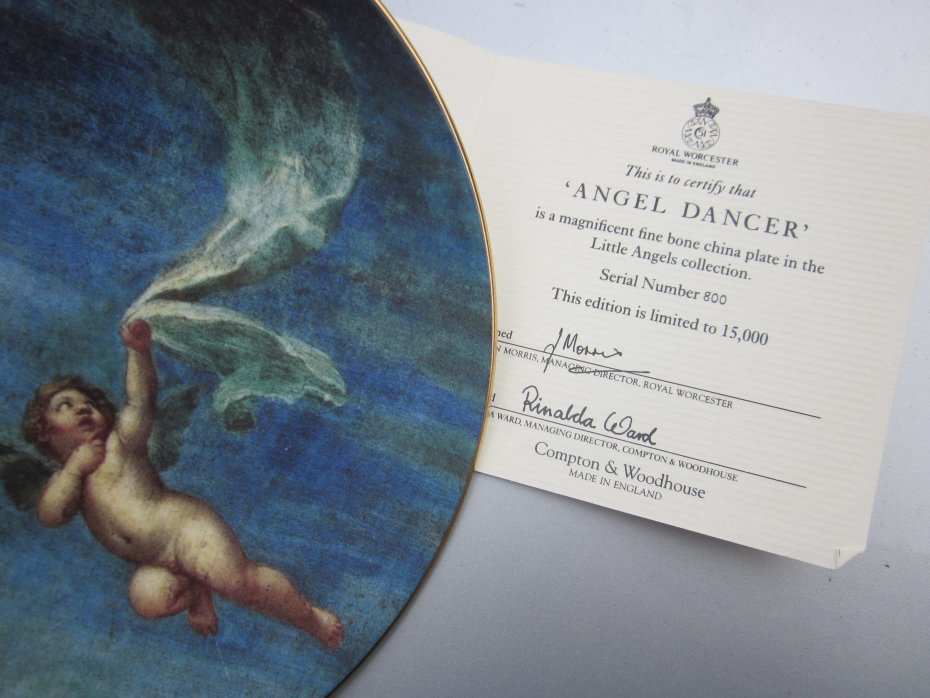 ROYAL WORCESTER
MADE IN ENGLAND
This is to certify that
‘ANGEL DANCER’
is a magnificent fine bone china plate in the
Little Angels collection.
Serial Number 800
This edition is limited to 15,000
J Morris
MORRIS, MANAGING DIRECTOR, ROYAL WORCESTER
Rinalda Ward
WARD, MANAGING DIRECTOR, COMPTON & WOODHOUSE
Compton & Woodhouse
MADE IN ENGLAND